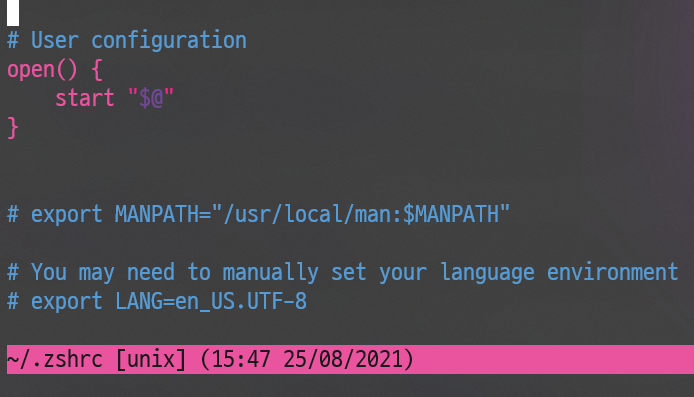 # User configuration
open() {
    start "$@"
}
# export MANPATH="/usr/local/man:$MANPATH"
# You may need to manually set your language environment
# export LANG=en_US.UTF-8
~/.zshrc [unix] (15:47 25/08/2021)